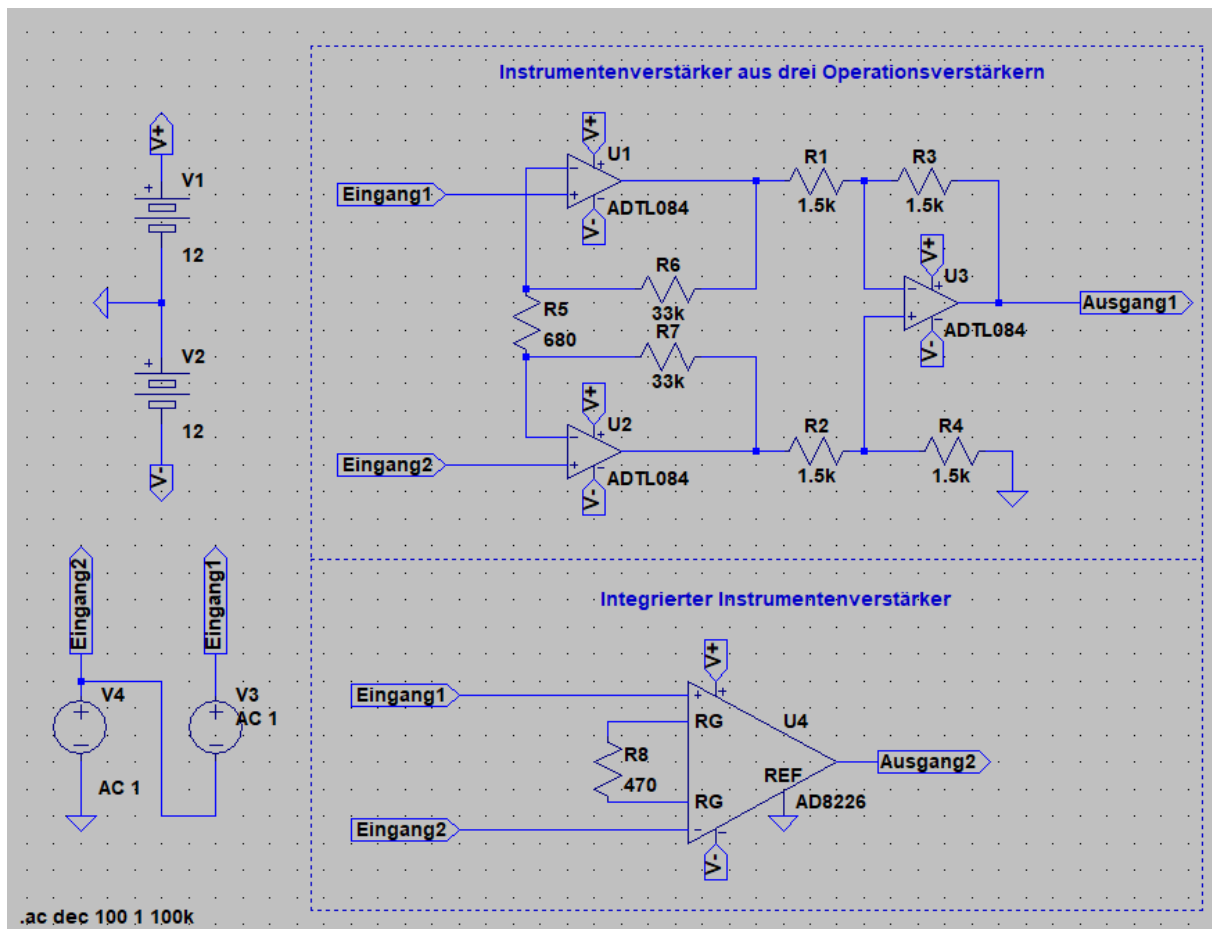 Instrumentenverstärker aus drei Operationsverstärkern
V+
V1
+
12
V2
+
12
V-
V+
U1
+
-
+
-
Eingang1
ADTL084
V-
R1
1.5k
R3
1.5k
R6
33k
R5
680
R7
33k
V+
U3
+
-
+
-
ADTL084
V-
Ausgang1
V+
U2
+
-
+
-
Eingang2
ADTL084
V-
R2
1.5k
R4
1.5k
Eingang2
Eingang1
V4
+
-
AC 1
V3
+
-
AC 1
Integrierter Instrumentenverstärker
V+
+
Eingang1
+
RG
U4
R8
470
REF
RG
AD8226
Ausgang2
Eingang2
-
-
V-
.ac dec 100 1 100k